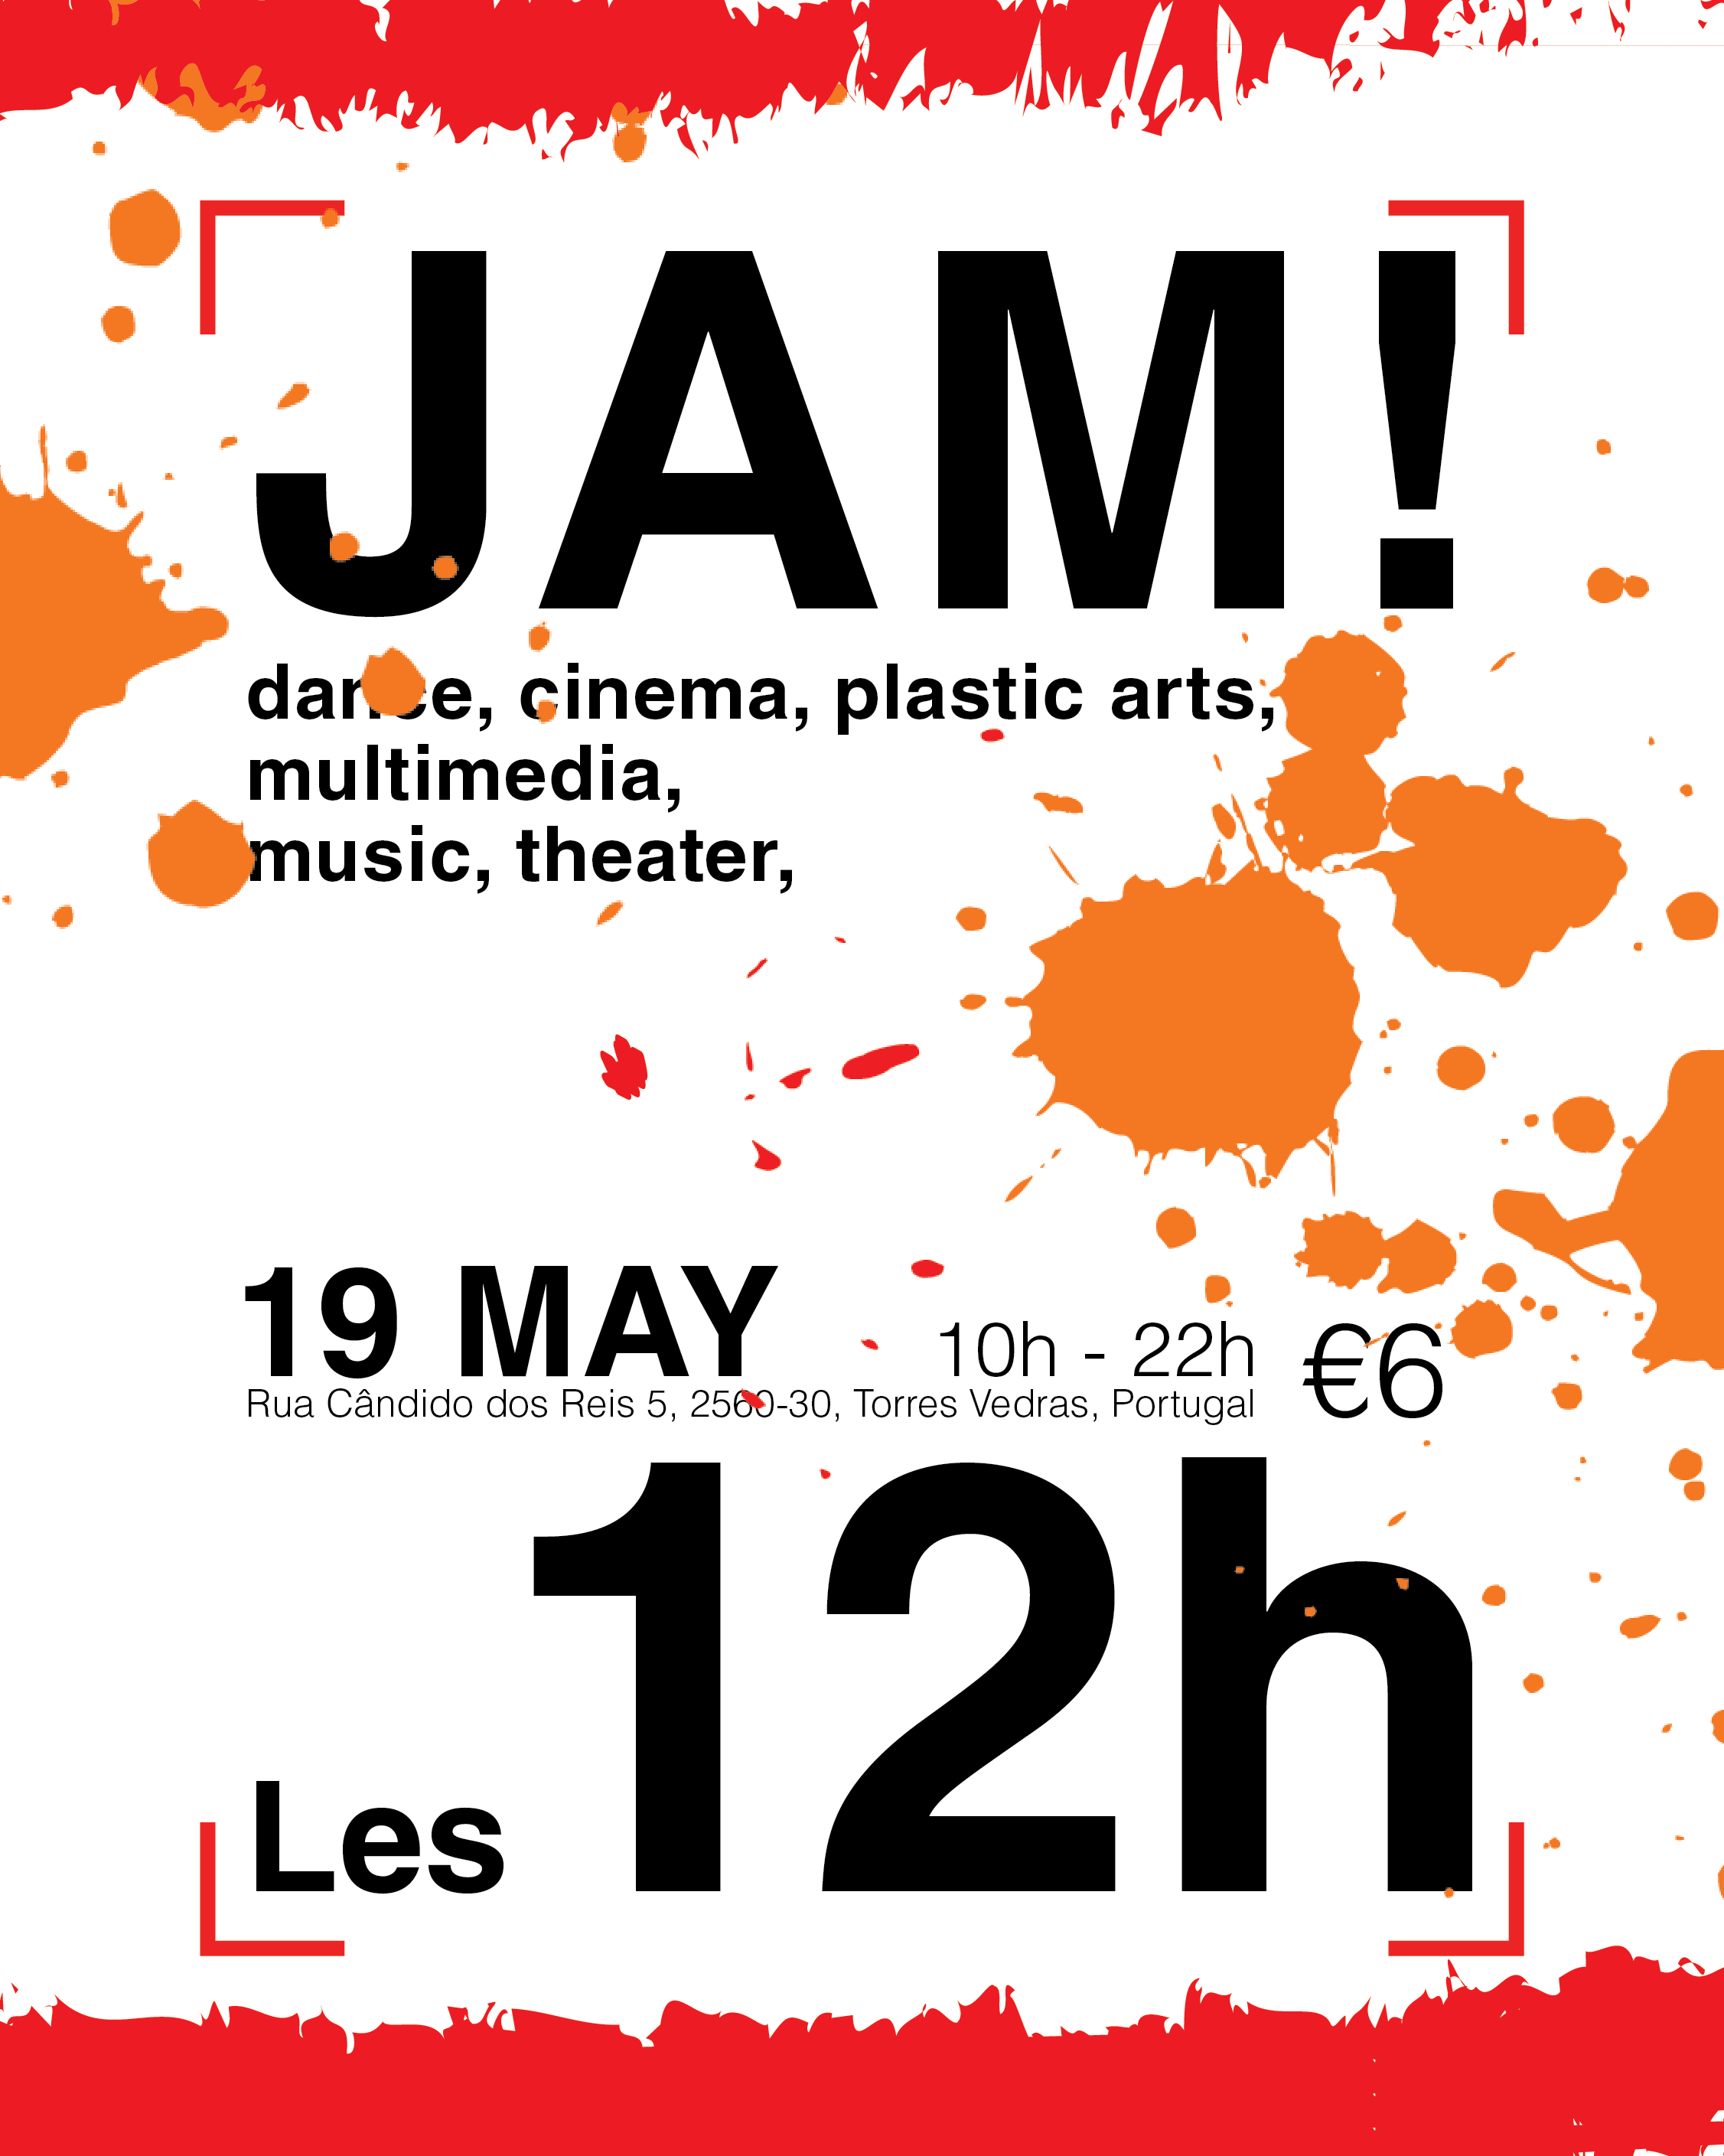 JAM!
dance, cinema, plastic arts,
multimedia,
music, theater,
19 MAY
10h - 22h €6
Rua Cândido dos Reis 5, 2560-30, Torres Vedras, Portugal
Les 12h